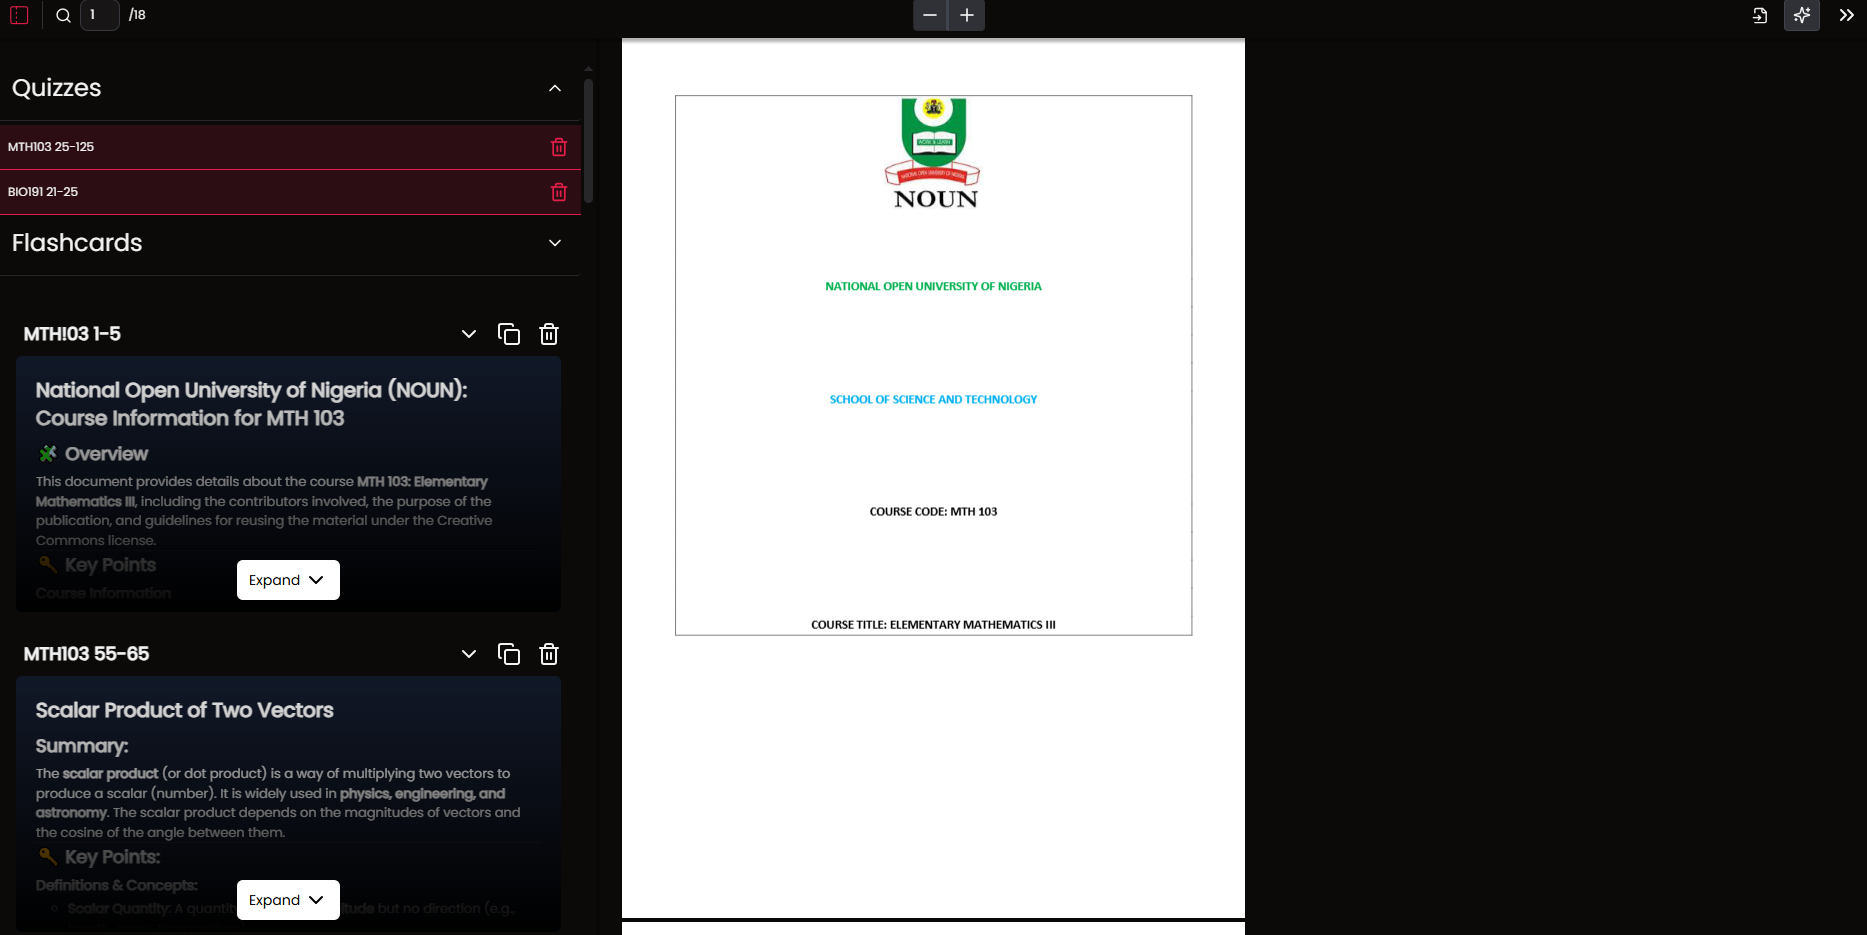 1 /18
Quizzes
MTH103 25-125
BIO191 21-25
Flashcards
MTH!03 1-5
National Open University of Nigeria (NOUN):
Course Information for MTH 103
Overview
This document provides details about the course MTH 103: Elementary
Mathematics III, including the contributors involved, the purpose of the
publication, and guidelines for reusing the material under the Creative
Commons license.
Key Points
Course Information
Expand
MTH103 55-65
Scalar Product of Two Vectors
Summary:
The scalar product (or dot product) is a way of multiplying two vectors to
produce a scalar (number). It is widely used in physics, engineering, and
astronomy. The scalar product depends on the magnitudes of vectors and
the cosine of the angle between them.
Key Points:
Definitions & Concepts:
Scalar Quantity: A but no direction (e.g.,
Expand
WORK & LEARN
NATIONAL OPEN UNIVERSITY OF NIGERIA
NOUN
NATIONAL OPEN UNIVERSITY OF NIGERIA
SCHOOL OF SCIENCE AND TECHNOLOGY
COURSE CODE: MTH 103
COURSE TITLE: ELEMENTARY MATHEMATICS III